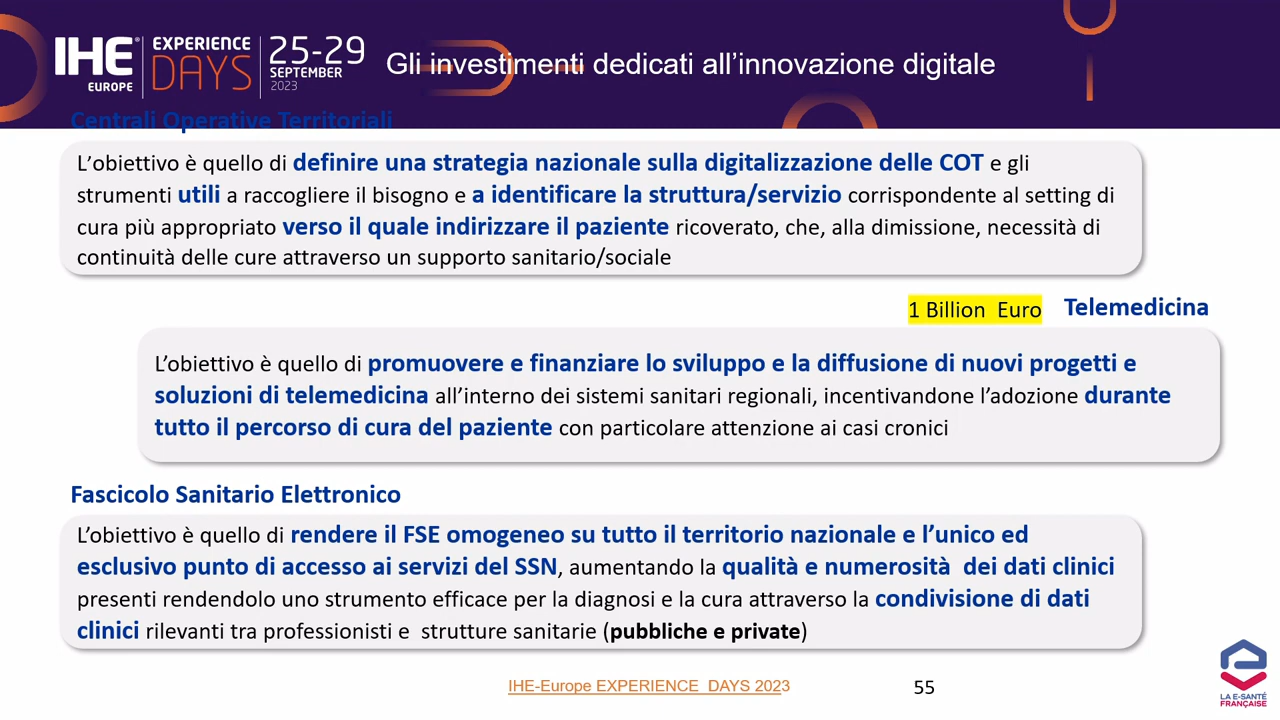 IHE EUROPE
EXPERIENCE DAYS
25-29 SEPTEMBER 2023
Gli investimenti dedicati all’innovazione digitale
Centrali Operative Territoriali
L’obiettivo è quello di definire una strategia nazionale sulla digitalizzazione delle COT e gli
strumenti utili a raccogliere il bisogno e a identificare la struttura/servizio corrispondente al setting di
cura più appropriato verso il quale indirizzare il paziente ricoverato, che, alla dimissione, necessità di
continuità delle cure attraverso un supporto sanitario/sociale
1 Billion Euro Telemedicina
L’obiettivo è quello di promuovere e finanziare lo sviluppo e la diffusione di nuovi progetti e
soluzioni di telemedicina all’interno dei sistemi sanitari regionali, incentivandone l’adozione durante
tutto il percorso di cura del paziente con particolare attenzione ai casi cronici
Fascicolo Sanitario Elettronico
L’obiettivo è quello di rendere il FSE omogeneo su tutto il territorio nazionale e l’unico ed
esclusivo punto di accesso ai servizi del SSN, aumentando la qualità e numerosità dei dati clinici
presenti rendendolo uno strumento efficace per la diagnosi e la cura attraverso la condivisione di dati
clinici rilevanti tra professionisti e strutture sanitarie (pubbliche e private)
IHE-Europe EXPERIENCE DAYS 2023
55
LA E-SANTÉ
FRANÇAISE